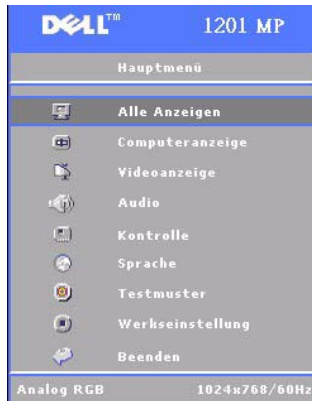 DELL™ 1201 MP
Hauptmenü
Alle Anzeigen
Computeranzeige
Videoanzeige
Audio
Kontrolle
Sprache
Testmuster
Werkseinstellung
Beenden
Analog RGB 1024x768/60Hz